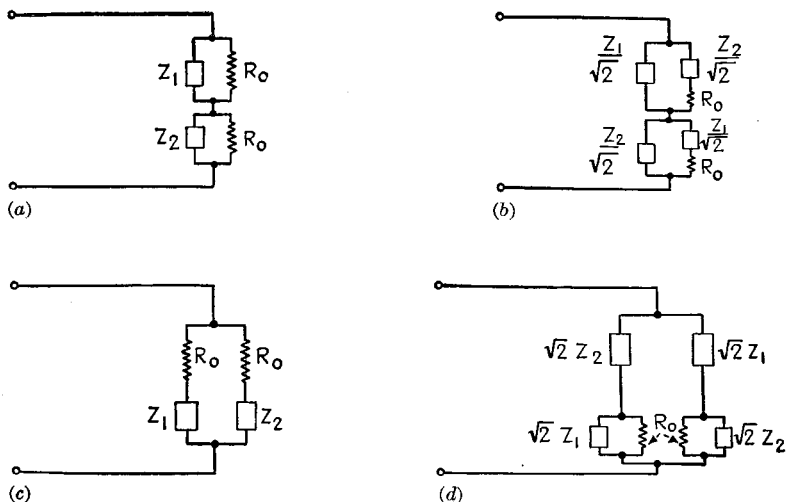 Z₁ R₀
Z₂ R₀
(a)
Z₁/√2 Z₂/√2
R₀
Z₂/√2 Z₁/√2
R₀
(b)
R₀ R₀
Z₁ Z₂
(c)
√2 Z₂ √2 Z₁
R₀
√2 Z₁ √2 Z₂
(d)